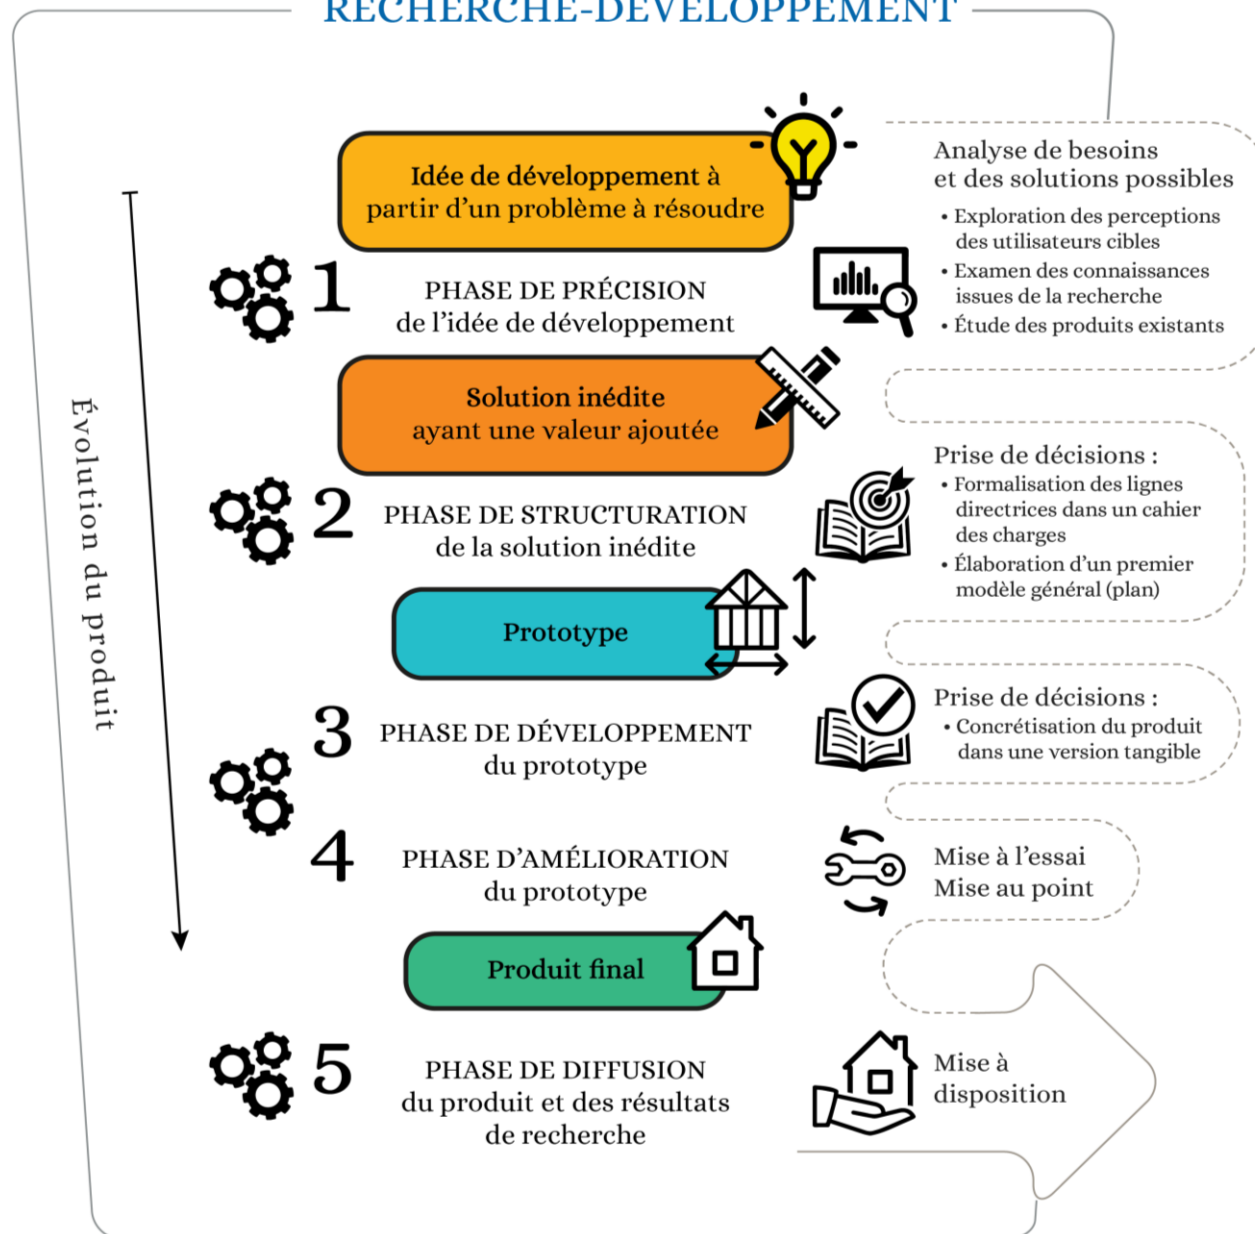 RECHERCHE-DÉVELOPPEMENT
Idée de développement à
partir d’un problème à résoudre
Analyse de besoins
et des solutions possibles
• Exploration des perceptions
des utilisateurs cibles
• Examen des connaissances
issues de la recherche
• Étude des produits existants
1
PHASE DE PRÉCISION
de l’idée de développement
Solution inédite
ayant une valeur ajoutée
Évolution du produit
2
PHASE DE STRUCTURATION
de la solution inédite
Prise de décisions :
• Formalisation des lignes
directrices dans un cahier
des charges
• Élaboration d’un premier
modèle général (plan)
Prototype
3
PHASE DE DÉVELOPPEMENT
du prototype
Prise de décisions :
• Concrétisation du produit
dans une version tangible
4
PHASE D’AMÉLIORATION
du prototype
Mise à l’essai
Mise au point
Produit final
5
PHASE DE DIFFUSION
du produit et des résultats
de recherche
Mise à
disposition